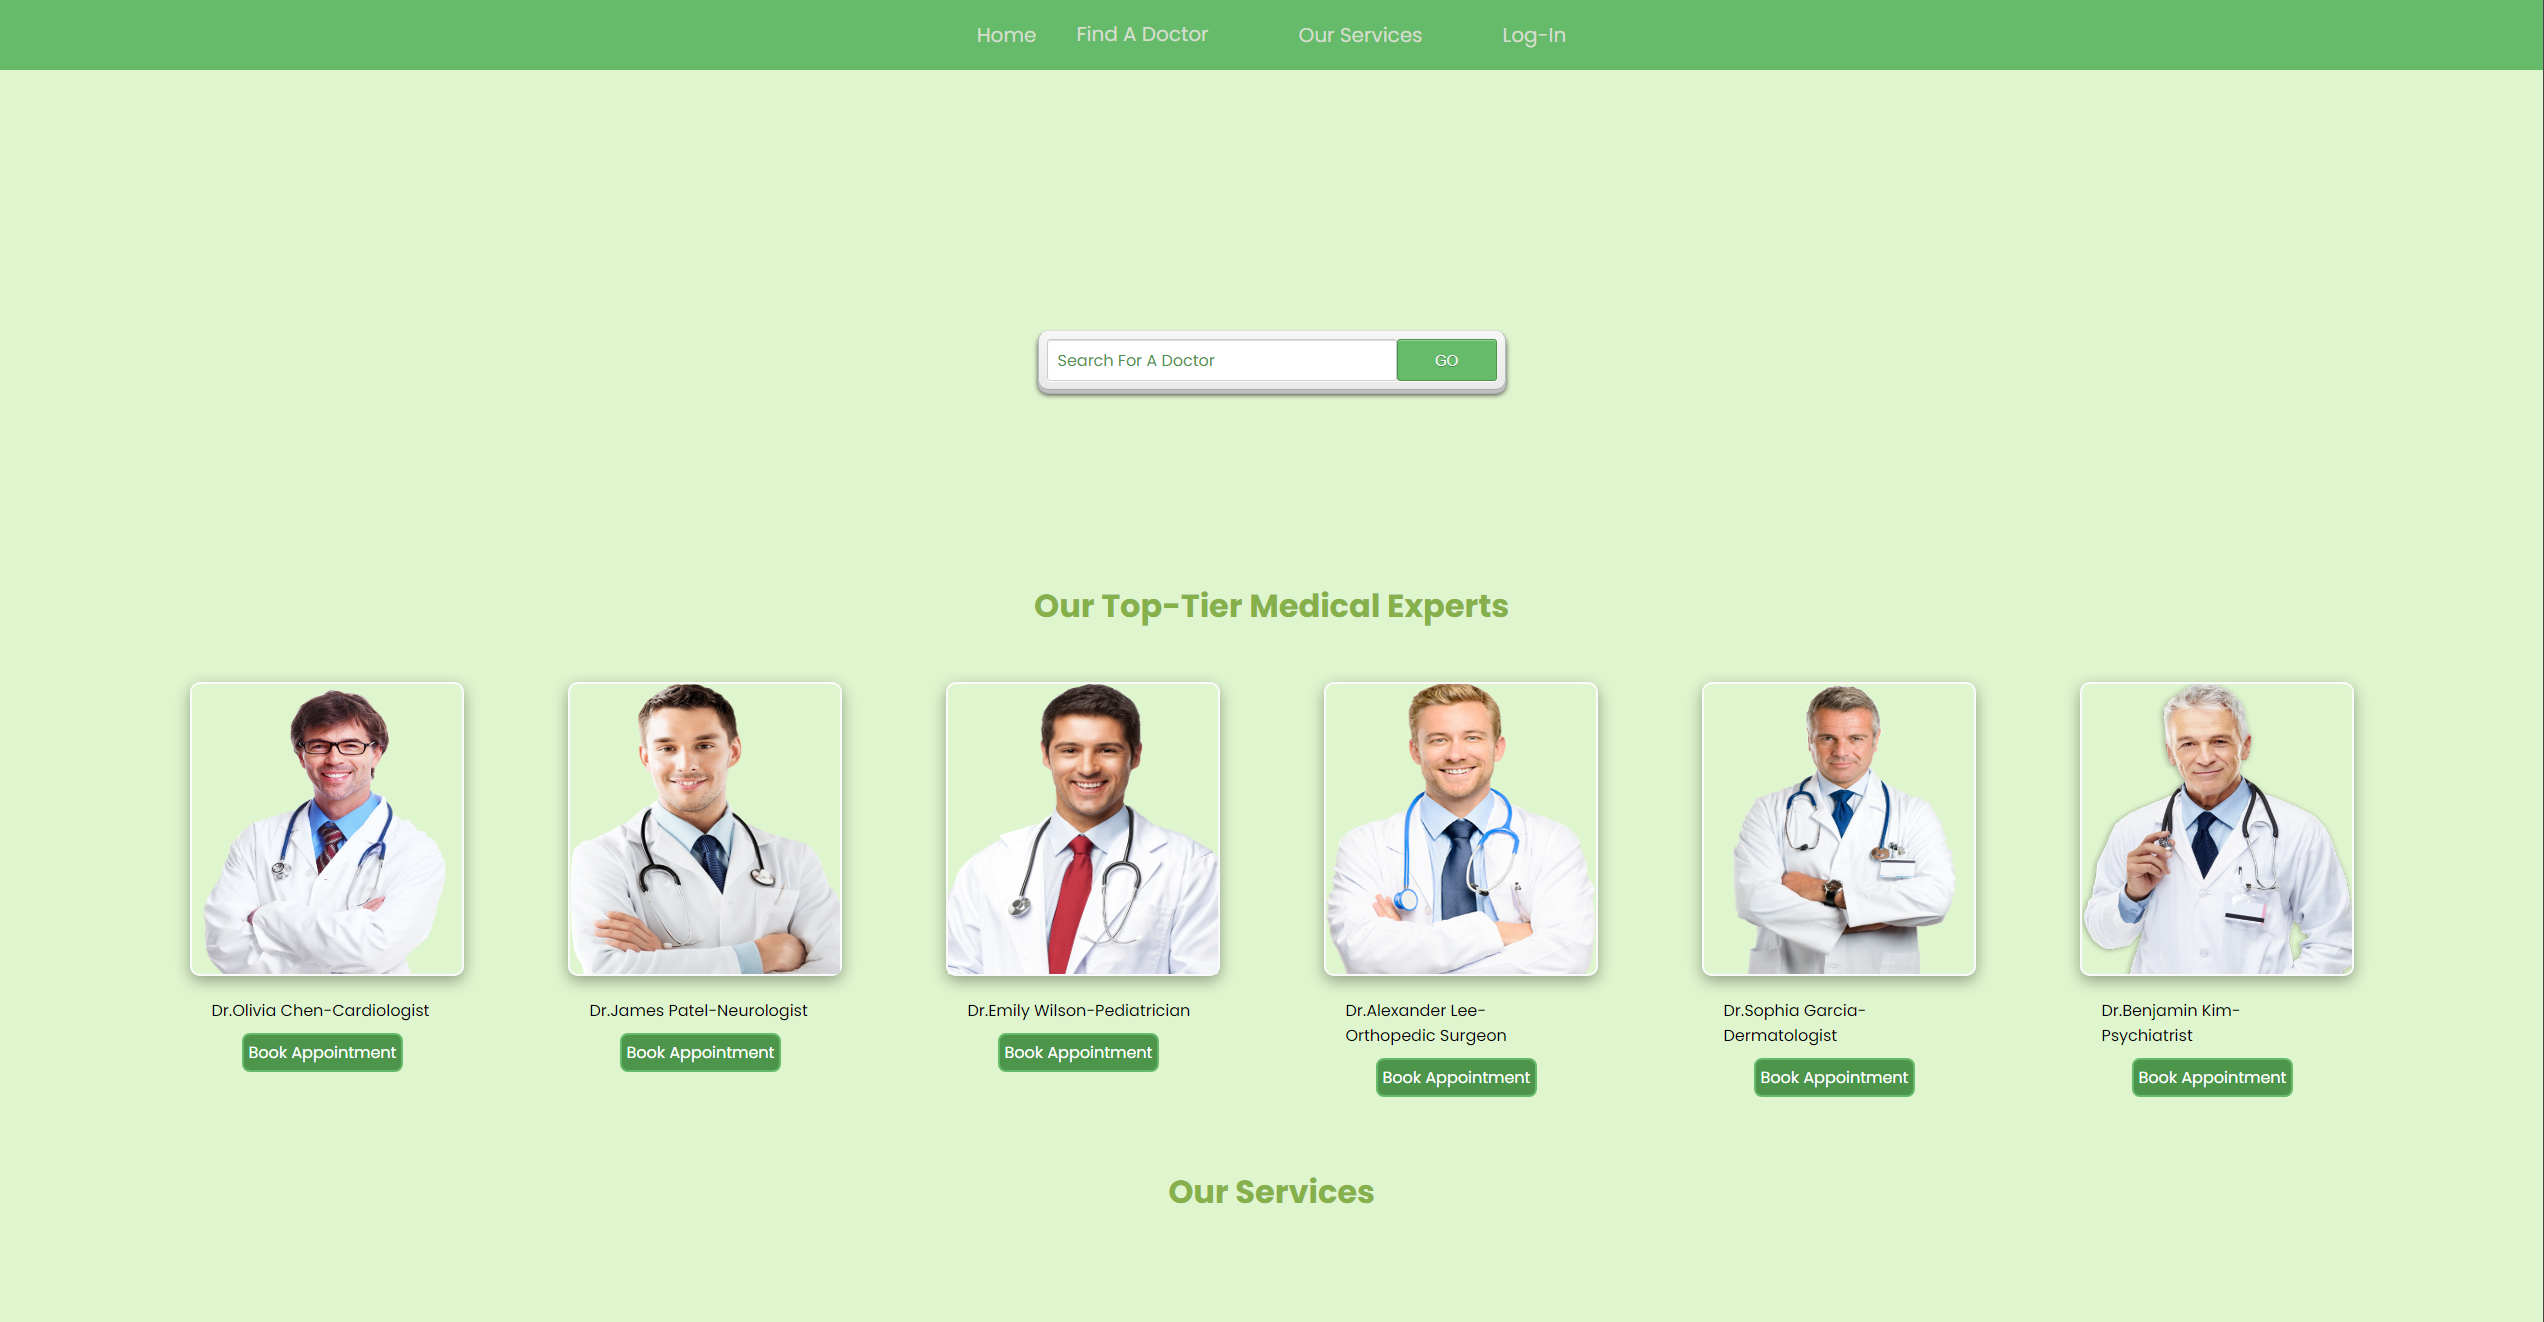 Home
Find A Doctor
Our Services
Log-In
Search For A Doctor
GO
Our Top-Tier Medical Experts
Dr.Olivia Chen-Cardiologist
Book Appointment
Dr.James Patel-Neurologist
Book Appointment
Dr.Emily Wilson-Pediatrician
Book Appointment
Dr.Alexander Lee-
Orthopedic Surgeon
Book Appointment
Dr.Sophia Garcia-
Dermatologist
Book Appointment
Dr.Benjamin Kim-
Psychiatrist
Book Appointment
Our Services